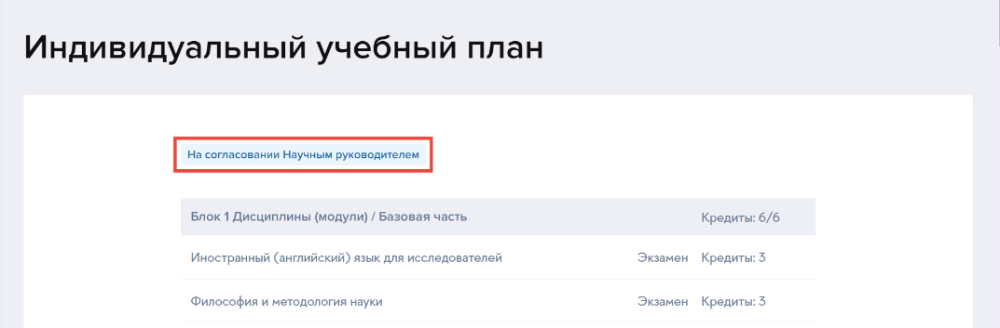 Индивидуальный учебный план
На согласовании Научным руководителем
Блок 1 Дисциплины (модули) / Базовая часть Кредиты: 6/6
Иностранный (английский) язык для исследователей Экзамен Кредиты: 3
Философия и методология науки Экзамен Кредиты: 3